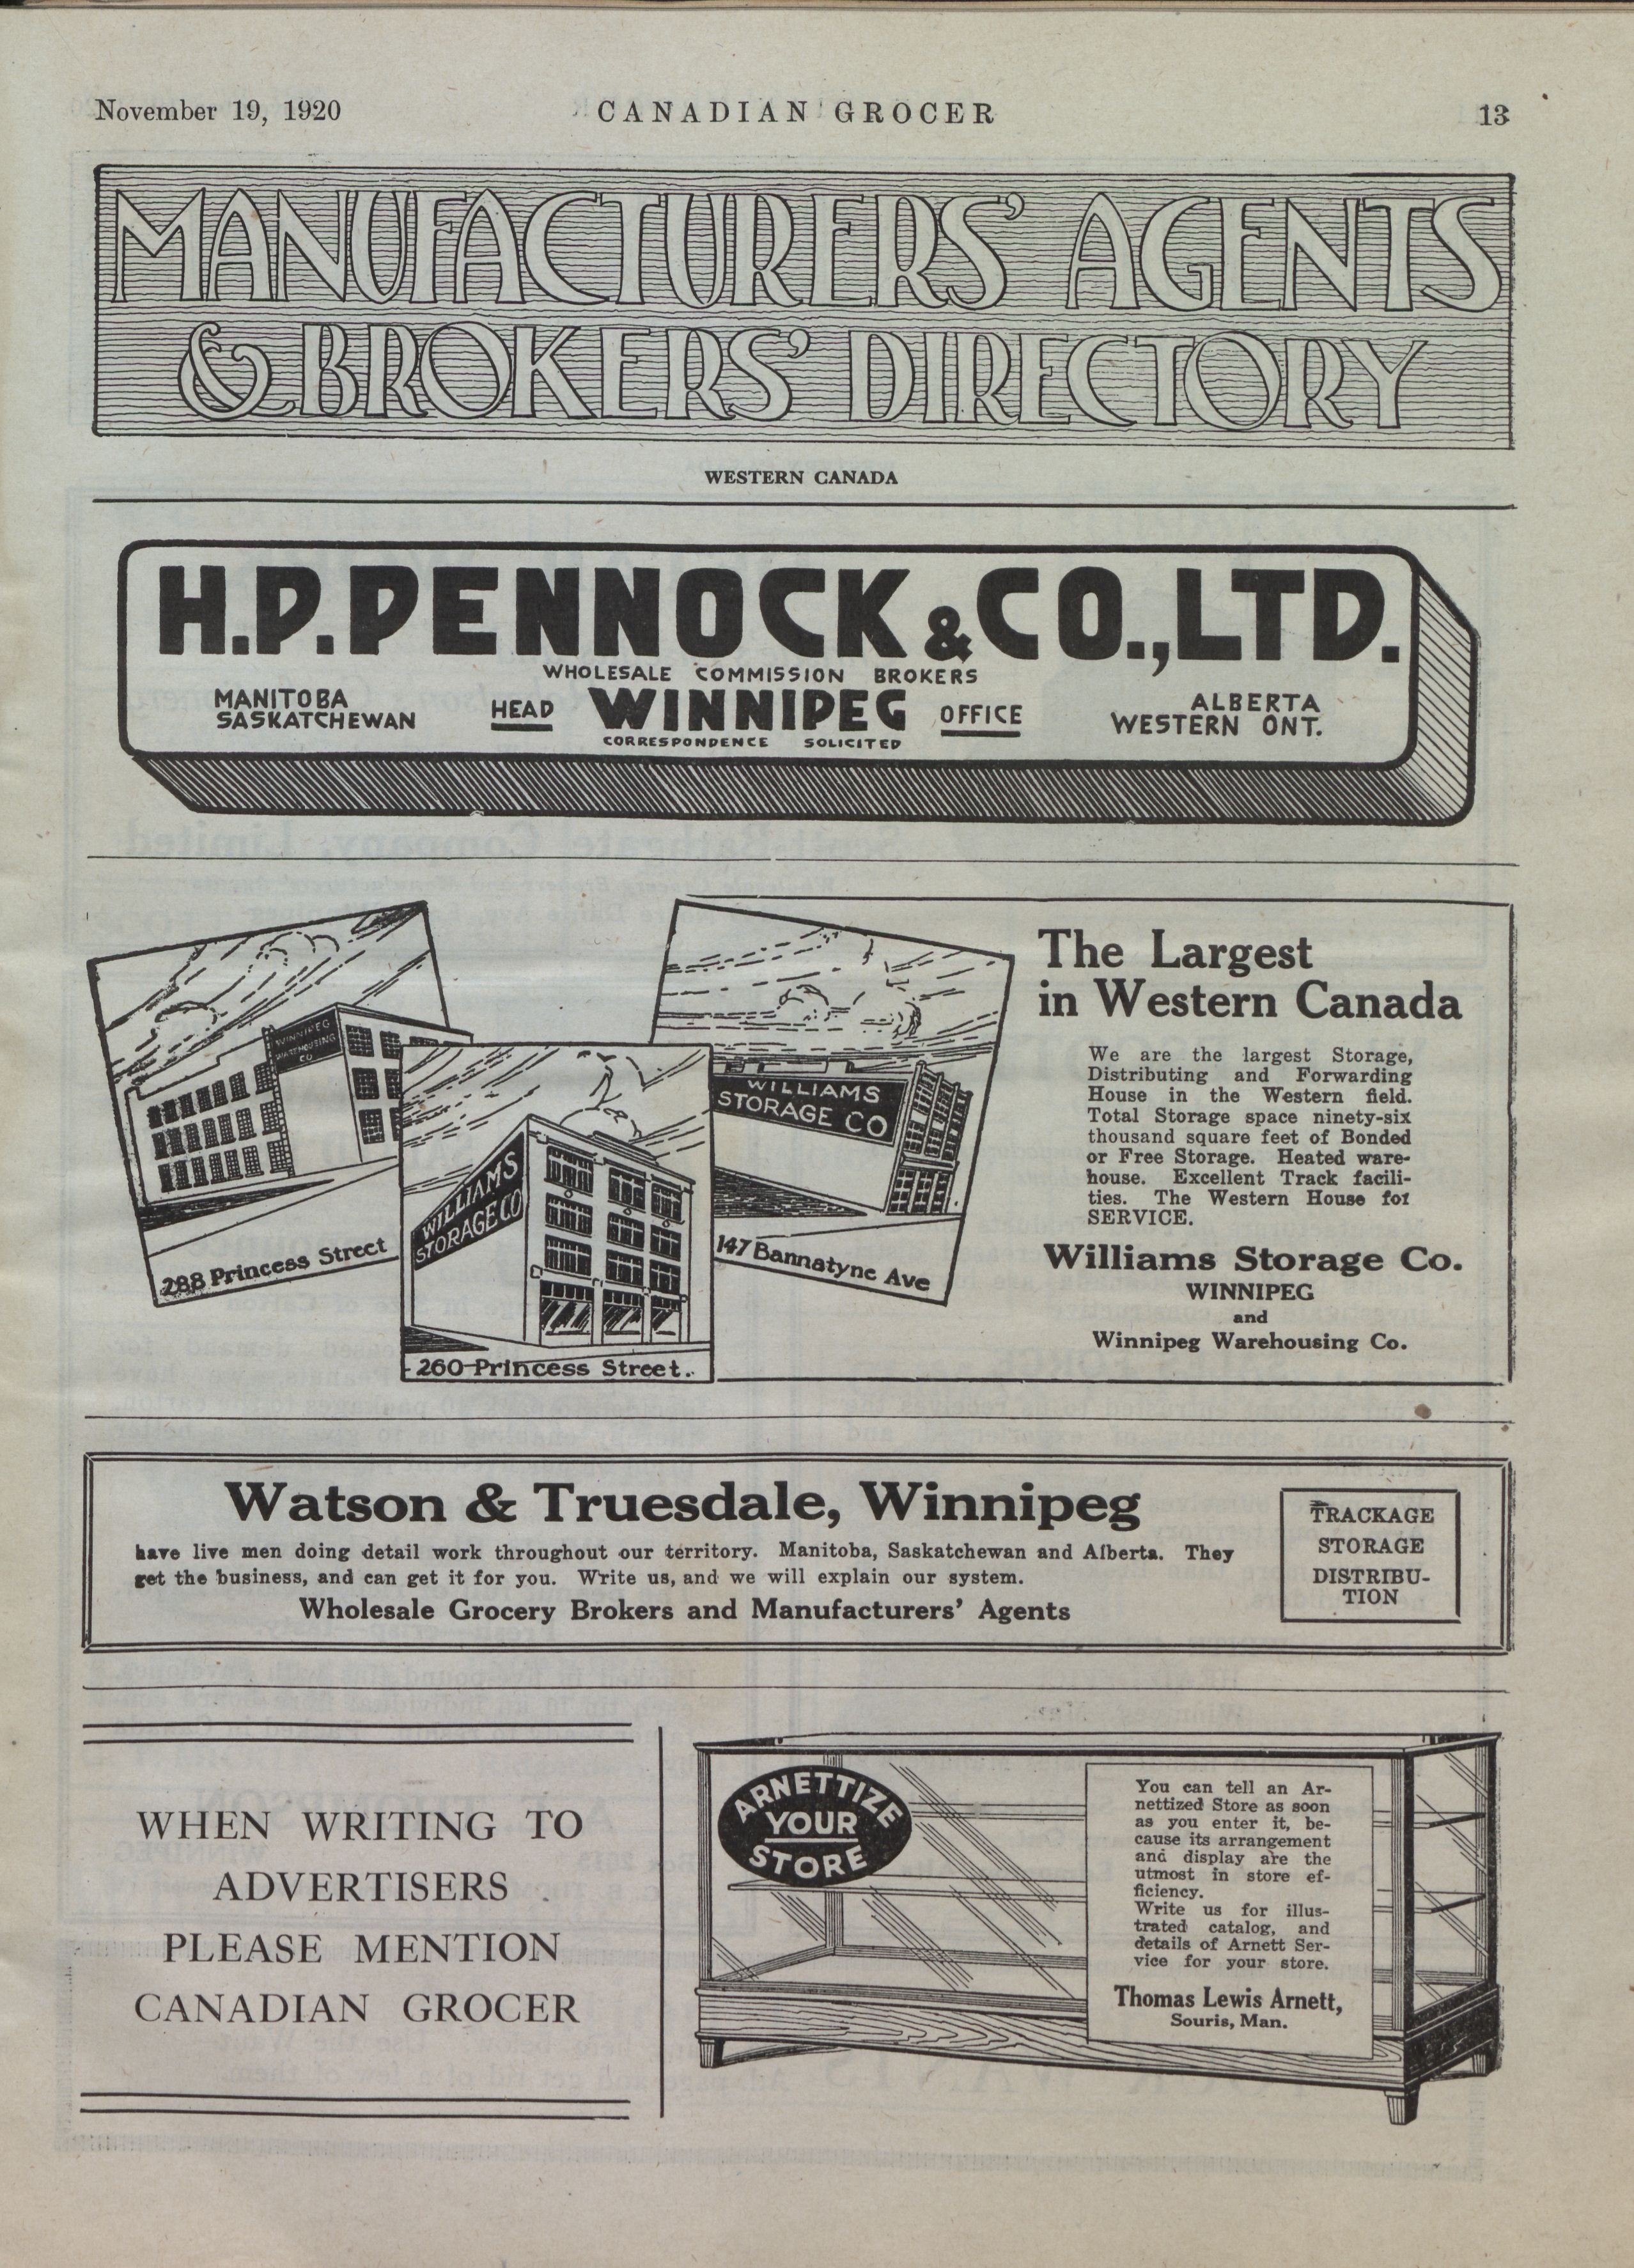 November 19, 1920
CANADIAN GROCER
13
MANUFACTURERS' AGENTS
& BROKERS' DIRECTORY
WESTERN CANADA
H.P. PENNOCK & CO., LTD.
WHOLESALE COMMISSION BROKERS
MANITOBA
SASKATCHEWAN
HEAD WINNIPEG OFFICE
CORRESPONDENCE SOLICITED
ALBERTA
WESTERN ONT.
WINNIPEG
WAREHOUSING
CO
288 Princess Street
WILLIAMS
STORAGE CO
260 Princess Street.
WILLIAMS
STORAGE CO
147 Bannatyne Ave
The Largest
in Western Canada
We are the largest Storage,
Distributing and Forwarding
House in the Western field.
Total Storage space ninety-six
thousand square feet of Bonded
or Free Storage. Heated ware-
house. Excellent Track facili-
ties. The Western House for
SERVICE.
Williams Storage Co.
WINNIPEG
and
Winnipeg Warehousing Co.
Watson & Truesdale, Winnipeg
have live men doing detail work throughout our territory. Manitoba, Saskatchewan and Alberta. They
get the business, and can get it for you. Write us, and we will explain our system.
Wholesale Grocery Brokers and Manufacturers' Agents
TRACKAGE
STORAGE
DISTRIBU-
TION
WHEN WRITING TO
ADVERTISERS
PLEASE MENTION
CANADIAN GROCER
ARNETTIZE
YOUR
STORE
You can tell an Ar-
nettized Store as soon
as you enter it, be-
cause its arrangement
and display are the
utmost in store ef-
ficiency.
Write us for illus-
trated catalog, and
details of Arnett Ser-
vice for your store.
Thomas Lewis Arnett,
Souris, Man.